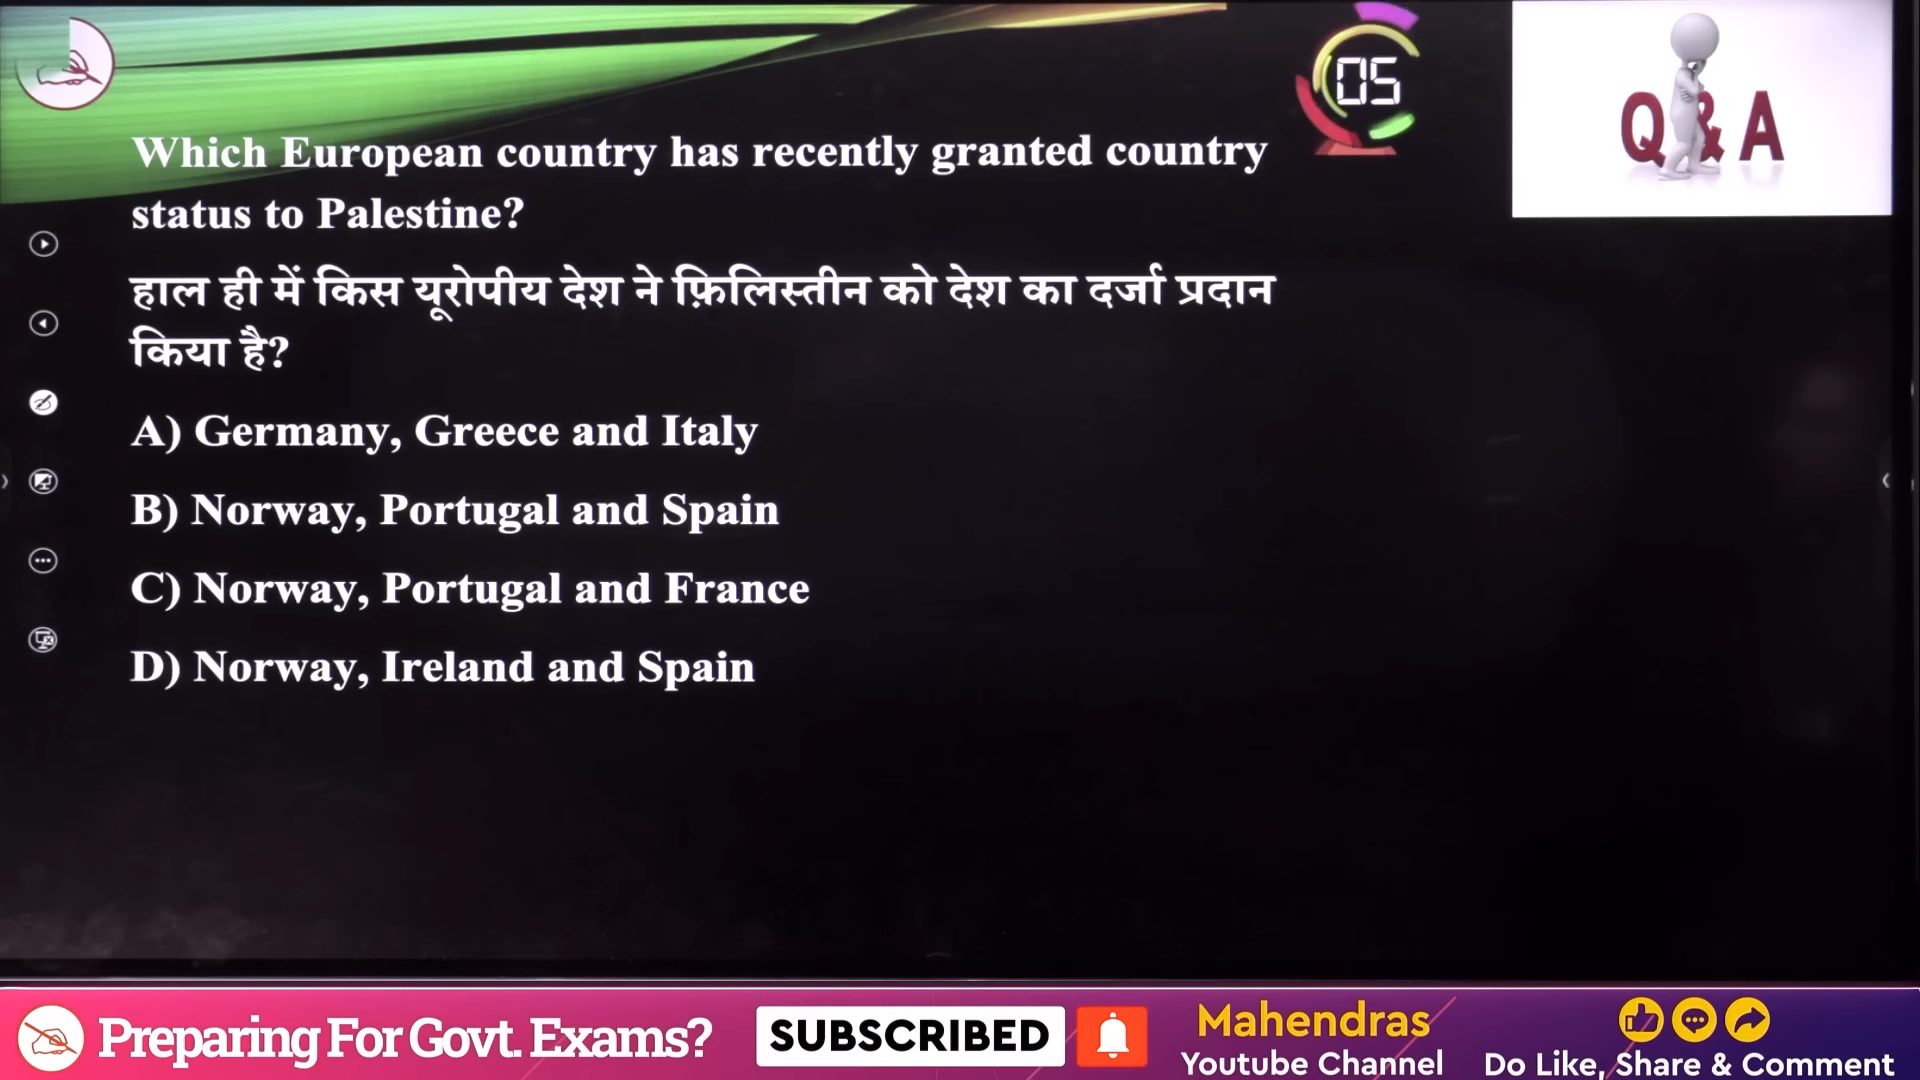 05
Q & A
Which European country has recently granted country
status to Palestine?
हाल ही में किस यूरोपीय देश ने फ़िलिस्तीन को देश का दर्जा प्रदान
किया है?
A) Germany, Greece and Italy
B) Norway, Portugal and Spain
C) Norway, Portugal and France
D) Norway, Ireland and Spain
Preparing For Govt. Exams?
SUBSCRIBED
Mahendras
Youtube Channel
Do Like, Share & Comment